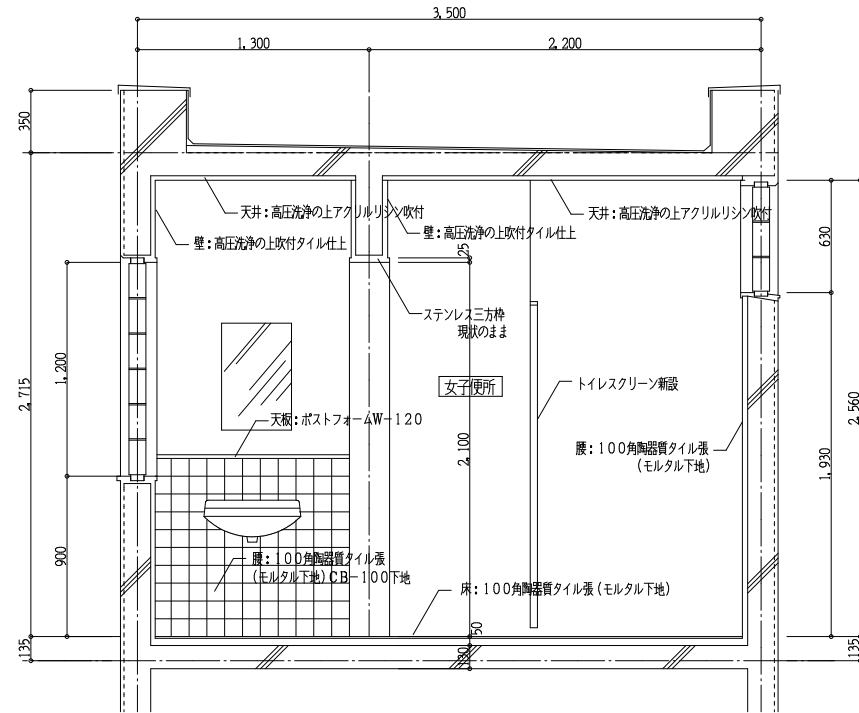 3,500
1,300
2,200
350
天井:高圧洗浄の上アクリルリシン吹付
天井:高圧洗浄の上アクリルリシン吹付
壁:高圧洗浄の上吹付タイル仕上
壁:高圧洗浄の上吹付タイル仕上
25
630
ステンレス三方枠
現状のまま
1,200
2,715
女子便所
トイレスクリーン新設
2,560
天板:ポストフォームW-120
2,100
腰:100角陶器質タイル張
(モルタル下地)
1,930
900
腰:100角陶器質タイル張
(モルタル下地)CB-100下地
床:100角陶器質タイル張(モルタル下地)
50
135
130
135